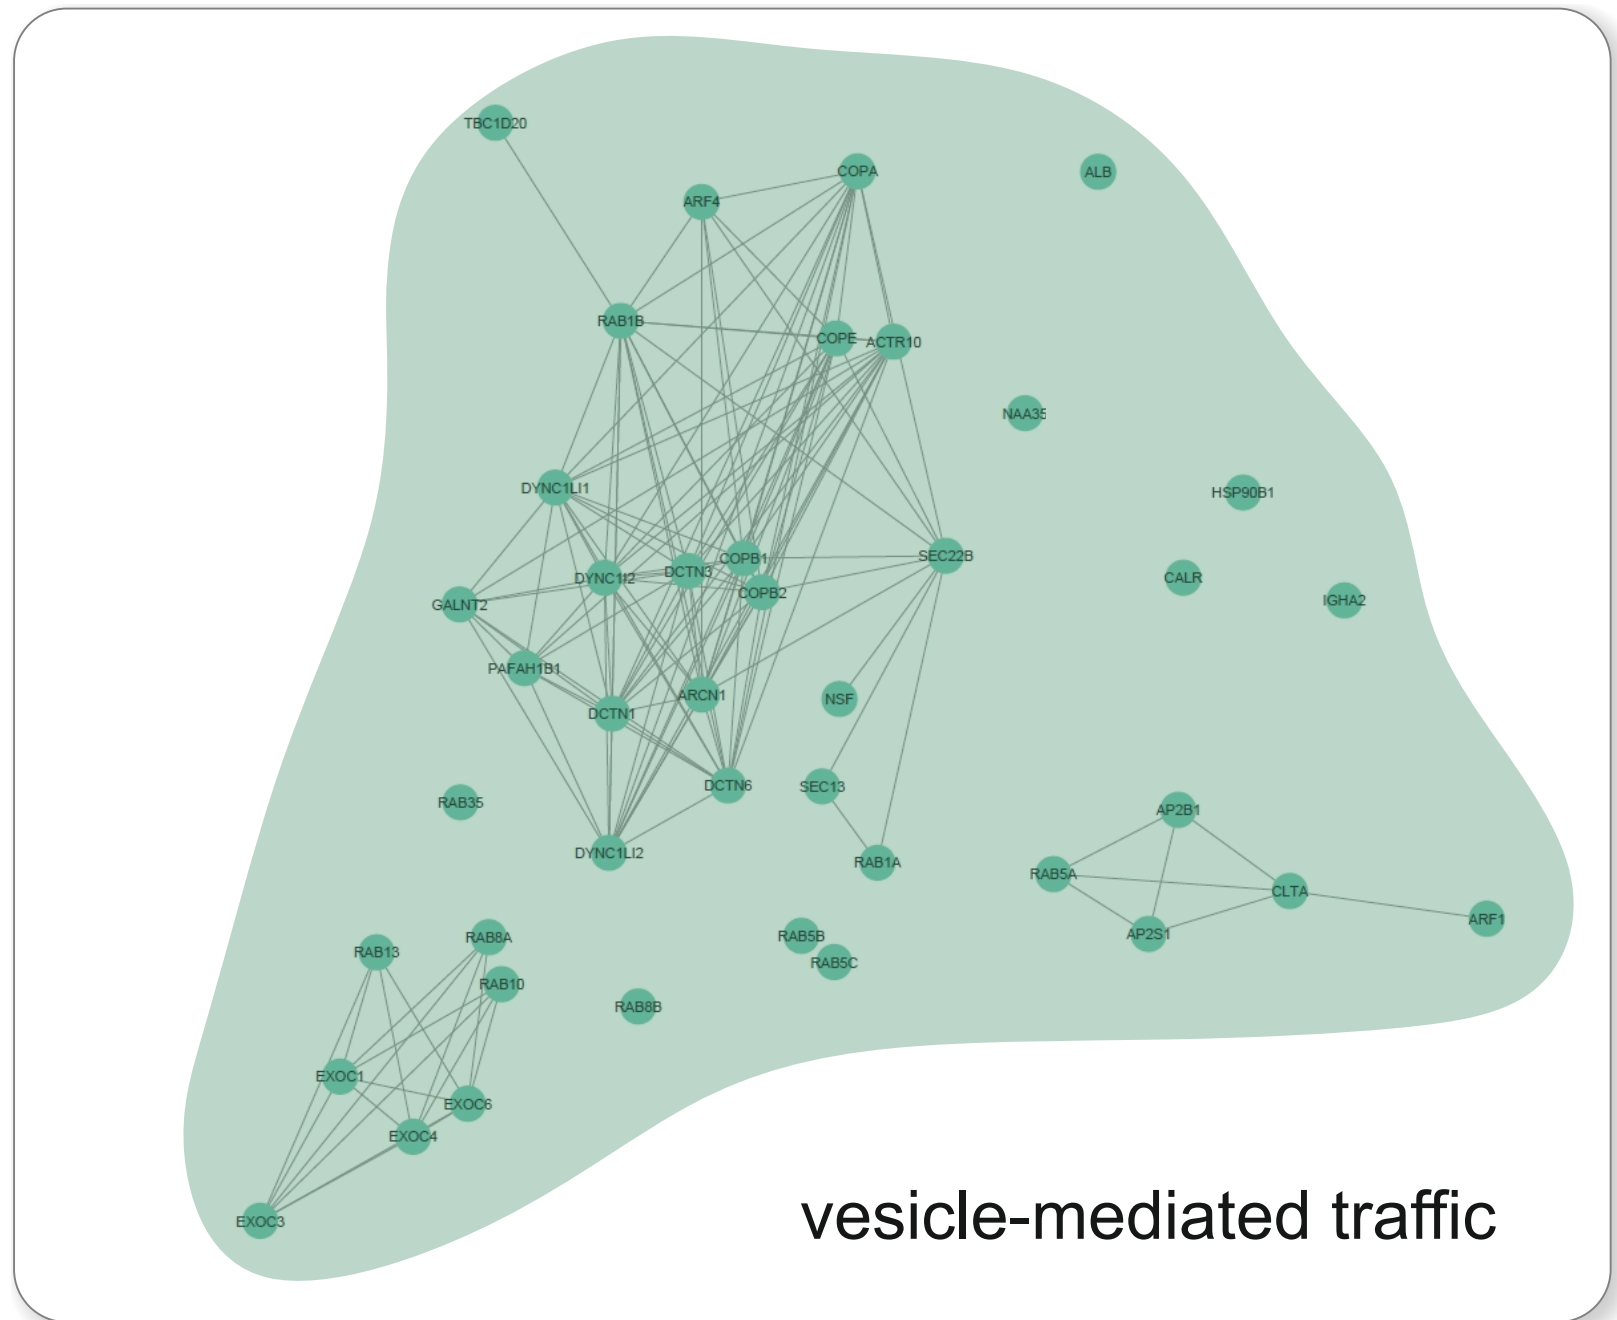 TBC1D20
COPA
ALB
ARF4
RAB1B
COPE
ACTR10
NAA35
DYNC1LI1
HSP90B1
COPB1
SEC22B
DCTN3
DYNC1I2
CALR
COPB2
IGHA2
GALNT2
PAFAH1B1
ARCN1
NSF
DCTN1
DCTN6
SEC13
RAB35
AP2B1
DYNC1LI2
RAB1A
RAB5A
CLTA
ARF1
AP2S1
RAB8A
RAB5B
RAB13
RAB5C
RAB10
RAB8B
EXOC1
EXOC6
EXOC4
EXOC3
vesicle-mediated traffic